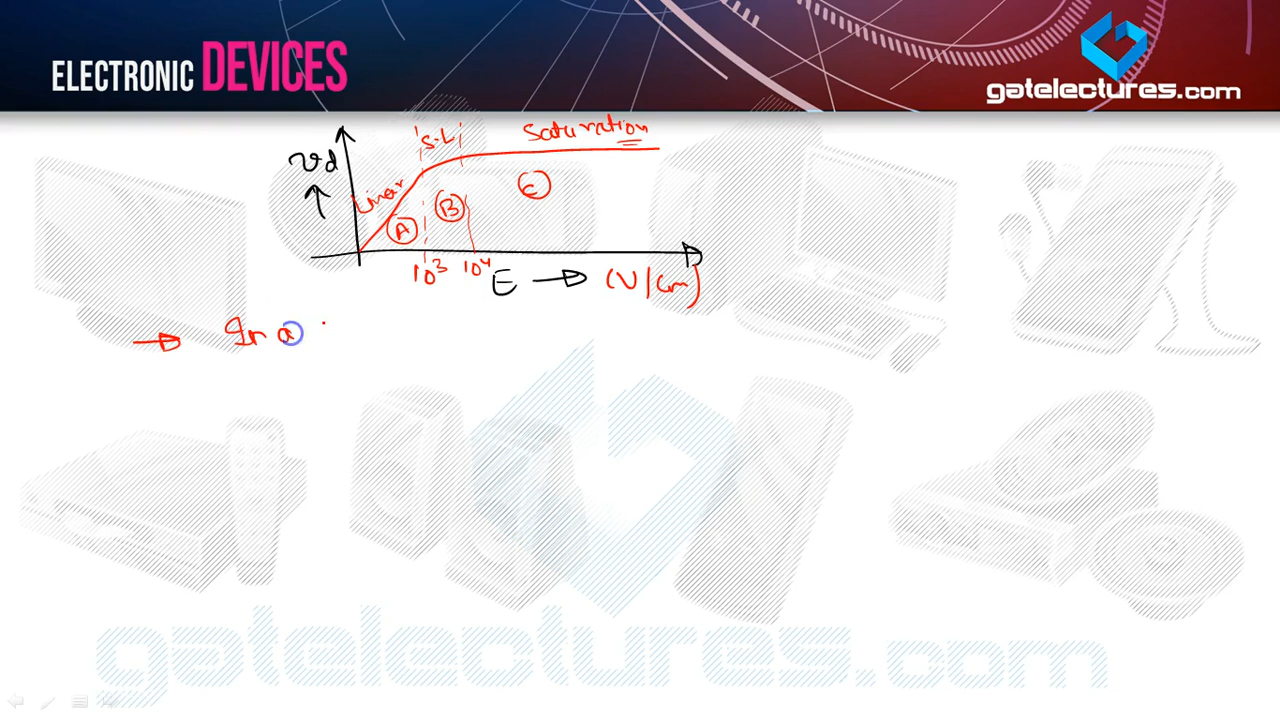 ELECTRONIC DEVICES
gatelectures.com
S.L
Saturation
vd
Linear
A
B
C
10³
10⁴
E
(V/cm)
In a
gatelectures.com